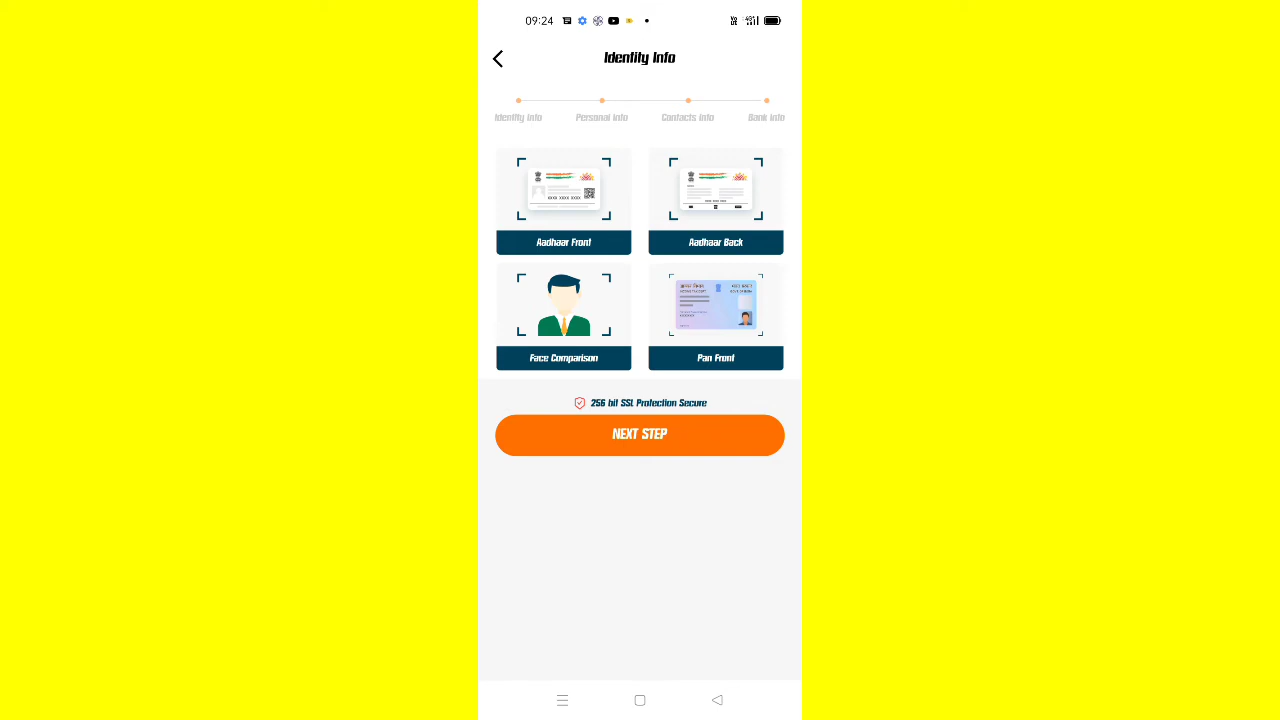 09:24
Identity Info
Identity Info Personal Info Contacts Info Bank Info
Aadhaar Front Aadhaar Back
Face Comparison Pan Front
256 bit SSL Protection Secure
NEXT STEP